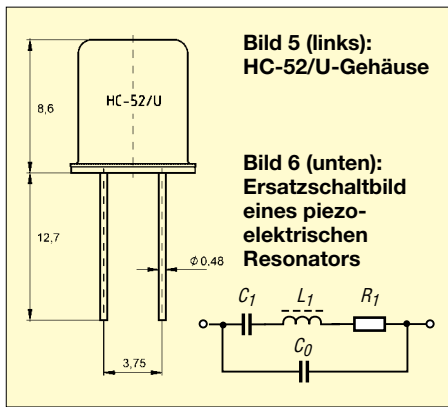 Bild 5 (links):
HC-52/U-Gehäuse
HC-52/U
8,6
Bild 6 (unten):
Ersatzschaltbild
eines piezo-
elektrischen
Resonators
12,7
Ø 0,48
3,75
C1 L1 R1
C0